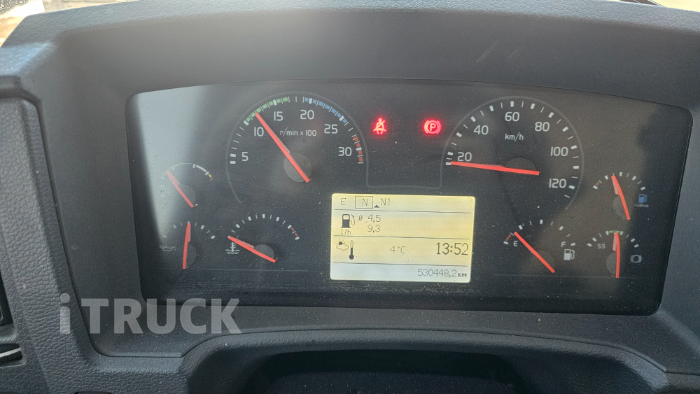 5 10 15 20 25 30
r/min x 100
20 40 60 80 100 120
km/h
P
E N N1
ø 4,5
l/h 9,3
4°C 13:52
530448,2 KM
E F
iTRUCK